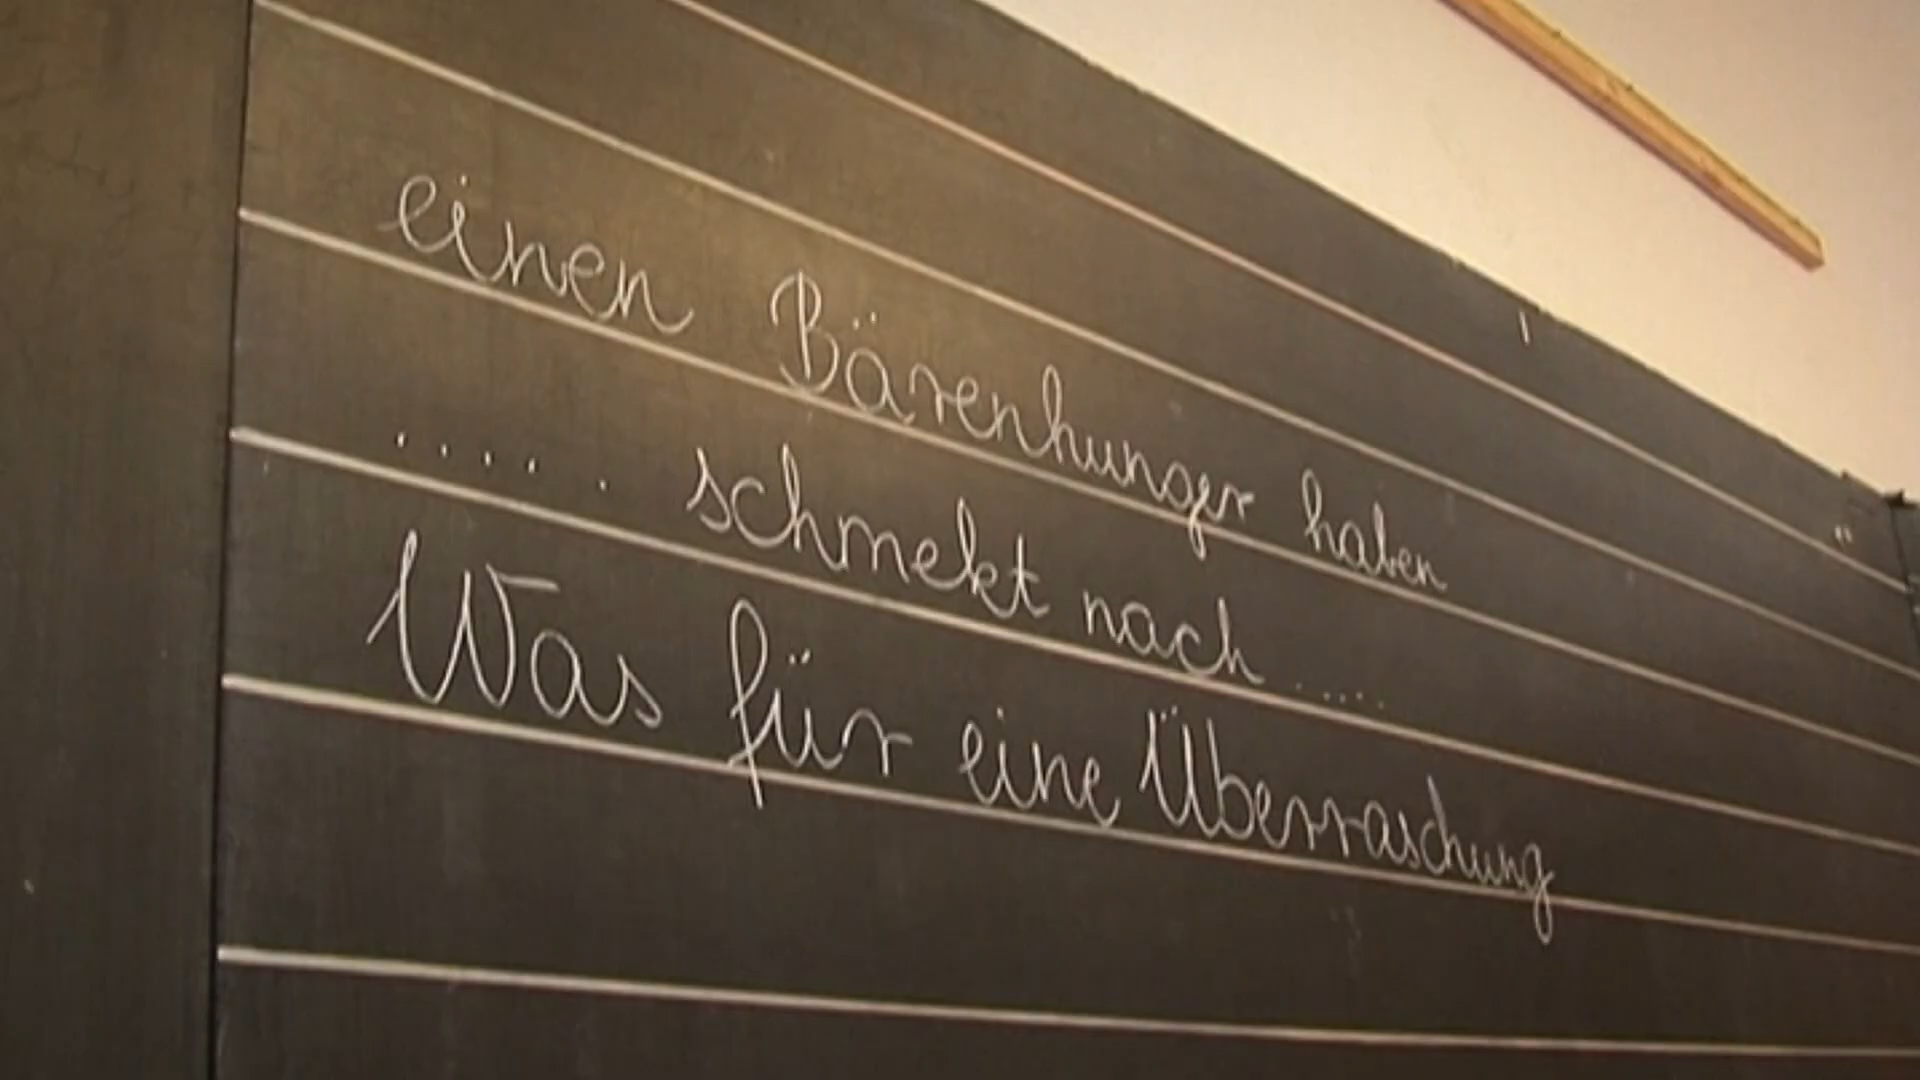 einen Bärenhunger haben
..... schmekt nach .....
Was für eine Überraschung